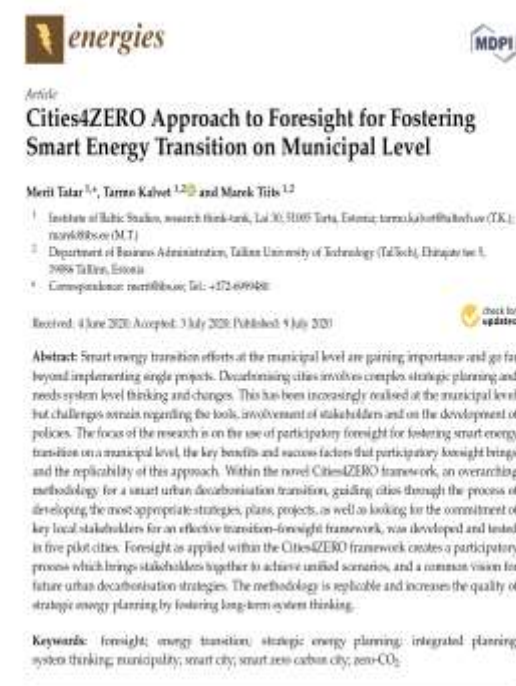 energies
MDPI
Article
Cities4ZERO Approach to Foresight for Fostering
Smart Energy Transition on Municipal Level
Merit Tatar 1,*, Tarmo Kalvet 1,2 and Marek Tiits 1,2
1 Institute of Baltic Studies, research think-tank, Lai 30, 51005 Tartu, Estonia; tarmo.kalvet@taltech.ee (T.K.);
marek@ibs.ee (M.T.)
2 Department of Business Administration, Tallinn University of Technology (TalTech), Ehitajate tee 5,
Tallinn, Estonia
* Correspondence: merit@ibs.ee; Tel.:
check for
updates
Received: 4 June 2020; Accepted: 3 July 2020; Published: 9 July 2020
Abstract: Smart energy transition efforts at the municipal level are gaining importance and go far
beyond implementing single projects. Decarbonising cities involves complex strategic planning and
needs system level thinking and changes. This has been increasingly realised at the municipal level
but challenges remain regarding the tools, involvement of stakeholders and on the development of
policies. The focus of the research is on the use of participatory foresight for fostering smart energy
transition on a municipal level, the key benefits and success factors that participatory foresight brings
and the replicability of this approach. Within the novel Cities4ZERO framework, an overarching
methodology for a smart urban decarbonisation transition, guiding cities through the process of
developing the most appropriate strategies, plans, projects, as well as looking for the commitment of
key local stakeholders for an effective transition-foresight framework, was developed and tested
in five pilot cities. Foresight as applied within the Cities4ZERO framework creates a participatory
process which brings stakeholders together to achieve unified scenarios, and a common vision for
future urban decarbonisation strategies. The methodology is replicable and increases the quality of
strategic energy planning by fostering long-term system thinking.
Keywords: foresight; energy transition; strategic energy planning; integrated planning;
system thinking; municipality; smart city; smart zero carbon city; zero-CO2